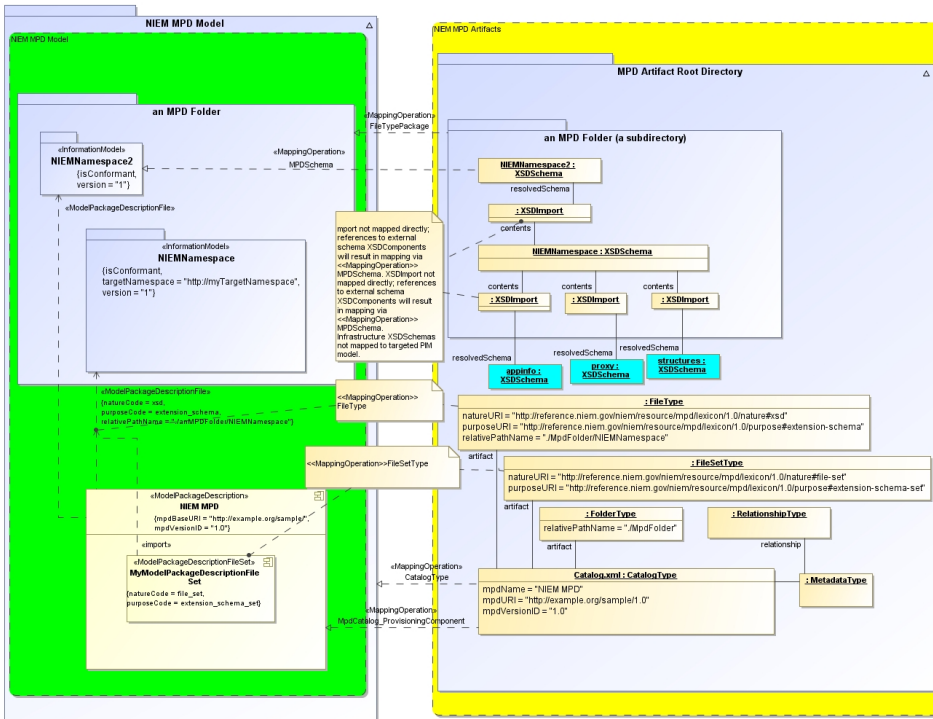 NIEM MPD Model
NIEM MPD Model
an MPD Folder
«InformationModel»
NIEMNamespace2
{isConformant,
version = "1"}
«ModelPackageDescriptionFile»
«InformationModel»
NIEMNamespace
{isConformant,
targetNamespace = "http://myTargetNamespace",
version = "1"}
«ModelPackageDescriptionFile»
{natureCode = xsd,
purposeCode = extension_schema,
relativePathName = "./anMPDFolder/NIEMNamespace"}
«ModelPackageDescription»
NIEM MPD
{mpdBaseURI = "http://example.org/sample/",
mpdVersionID = "1.0"}
«import»
«ModelPackageDescriptionFileSet»
MyModelPackageDescriptionFile
Set
{natureCode = file_set,
purposeCode = extension_schema_set}
«MappingOperation»
FileTypePackage
«MappingOperation»
MPDSchema
mport not mapped directly;
references to external
schema XSDComponents
will result in mapping via
<<MappingOperation>>
MPDSchema. XSDImport not
mapped directly; references
to external schema
XSDComponents will result
in mapping via
<<MappingOperation>>
MPDSchema.
Infrastructure XSDSchemas
not mapped to targeted PIM
model.
<<MappingOperation>>
FileType
<<MappingOperation>>FileSetType
«MappingOperation»
CatalogType
«MappingOperation»
MpdCatalog_ProvisioningComponent
NIEM MPD Artifacts
MPD Artifact Root Directory
an MPD Folder (a subdirectory)
NIEMNamespace2 :
XSDSchema
resolvedSchema
: XSDImport
contents
NIEMNamespace : XSDSchema
contents
contents
contents
: XSDImport
: XSDImport
: XSDImport
resolvedSchema
resolvedSchema
resolvedSchema
appinfo :
XSDSchema
proxy :
XSDSchema
structures :
XSDSchema
: FileType
natureURI = "http://reference.niem.gov/niem/resource/mpd/lexicon/1.0/nature#xsd"
purposeURI = "http://reference.niem.gov/niem/resource/mpd/lexicon/1.0/purpose#extension-schema"
relativePathName = "./MpdFolder/NIEMNamespace"
artifact
: FileSetType
natureURI = "http://reference.niem.gov/niem/resource/mpd/lexicon/1.0/nature#file-set"
purposeURI = "http://reference.niem.gov/niem/resource/mpd/lexicon/1.0/purpose#extension-schema-set"
artifact
: FolderType
relativePathName = "./MpdFolder"
artifact
: RelationshipType
relationship
Catalog.xml : CatalogType
mpdName = "NIEM MPD"
mpdURI = "http://example.org/sample/1.0"
mpdVersionID = "1.0"
: MetadataType